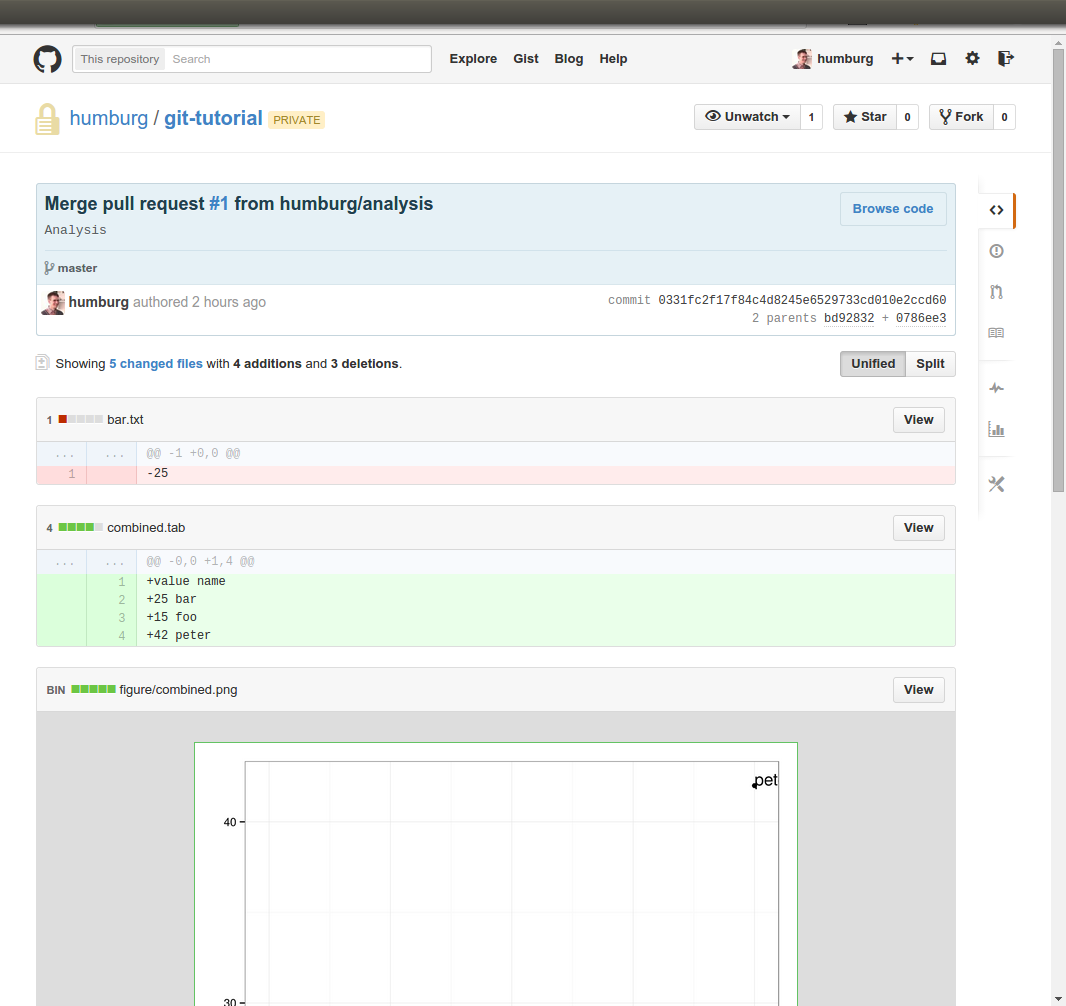 This repository Search Explore Gist Blog Help humburg
humburg / git-tutorial PRIVATE Unwatch 1 Star 0 Fork 0
Merge pull request #1 from humburg/analysis Browse code
Analysis
master
humburg authored 2 hours ago commit 0331fc2f17f84c4d8245e6529733cd010e2ccd60
2 parents bd92832 + 0786ee3
Showing 5 changed files with 4 additions and 3 deletions. Unified Split
1 bar.txt View
... ... @@ -1 +0,0 @@
1 -25
4 combined.tab View
... ... @@ -0,0 +1,4 @@
1 +value name
2 +25 bar
3 +15 foo
4 +42 peter
BIN figure/combined.png View
pet
40
30